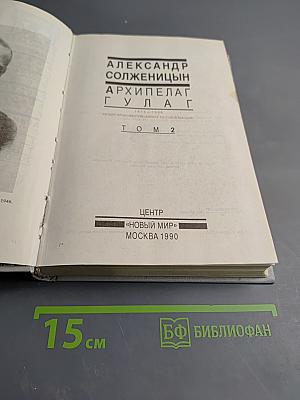 АЛЕКСАНДР
СОЛЖЕНИЦЫН
АРХИПЕЛАГ
ГУЛАГ
ТОМ 2
ЦЕНТР
«НОВЫЙ МИР»
МОСКВА 1990
15 см
БФ БИБЛИОФАН